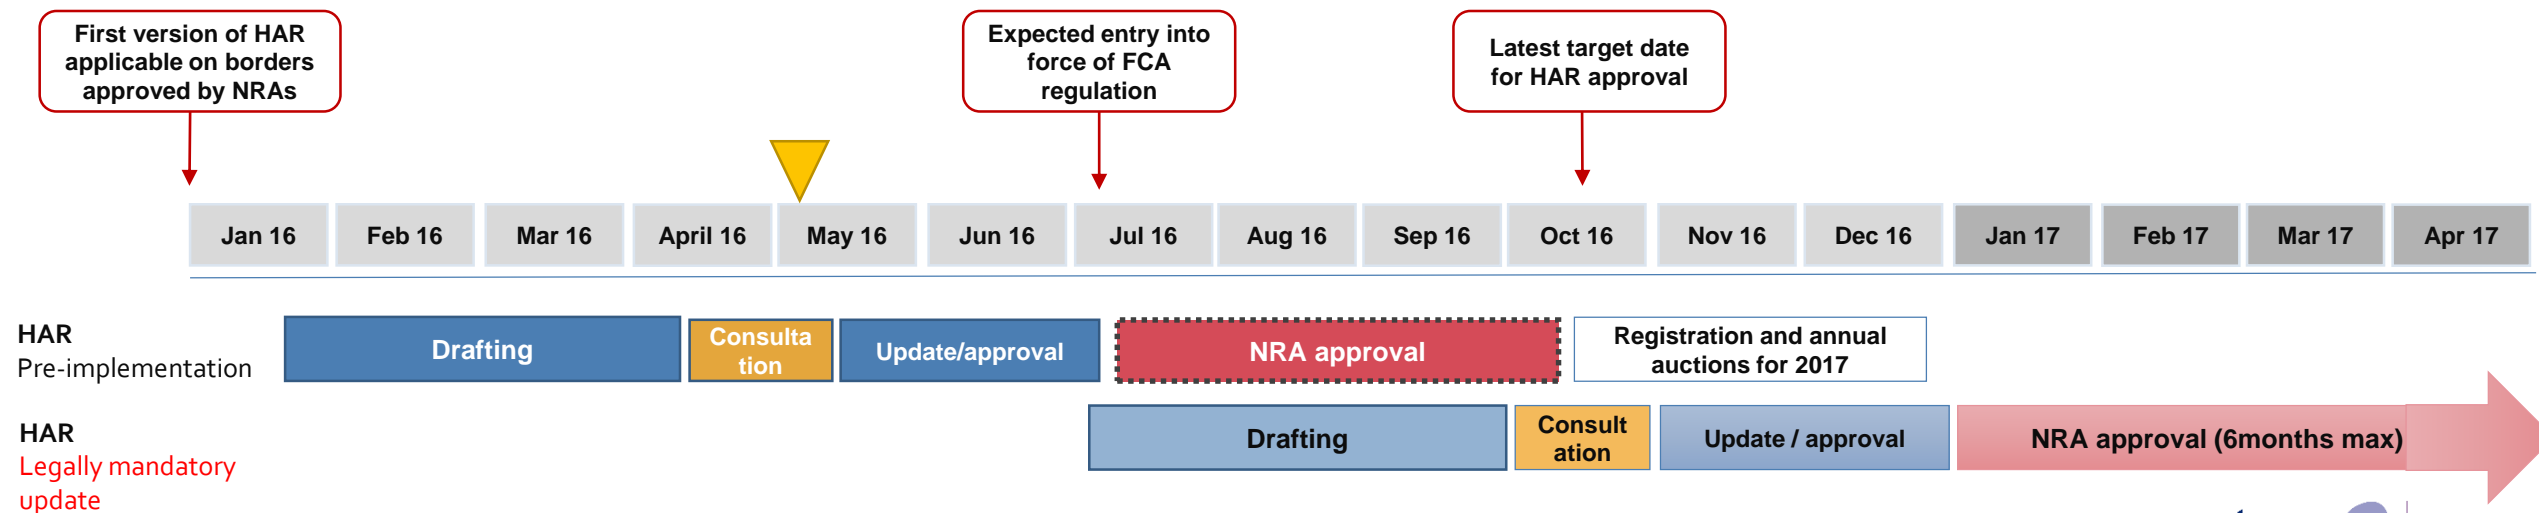 First version of HAR
applicable on borders
approved by NRAs
Expected entry into
force of FCA
regulation
Latest target date
for HAR approval
Jan 16
Feb 16
Mar 16
April 16
May 16
Jun 16
Jul 16
Aug 16
Sep 16
Oct 16
Nov 16
Dec 16
Jan 17
Feb 17
Mar 17
Apr 17
HAR
Pre-implementation
Drafting
Consulta
tion
Update/approval
NRA approval
Registration and annual
auctions for 2017
HAR
Legally mandatory
update
Drafting
Consult
ation
Update / approval
NRA approval (6months max)